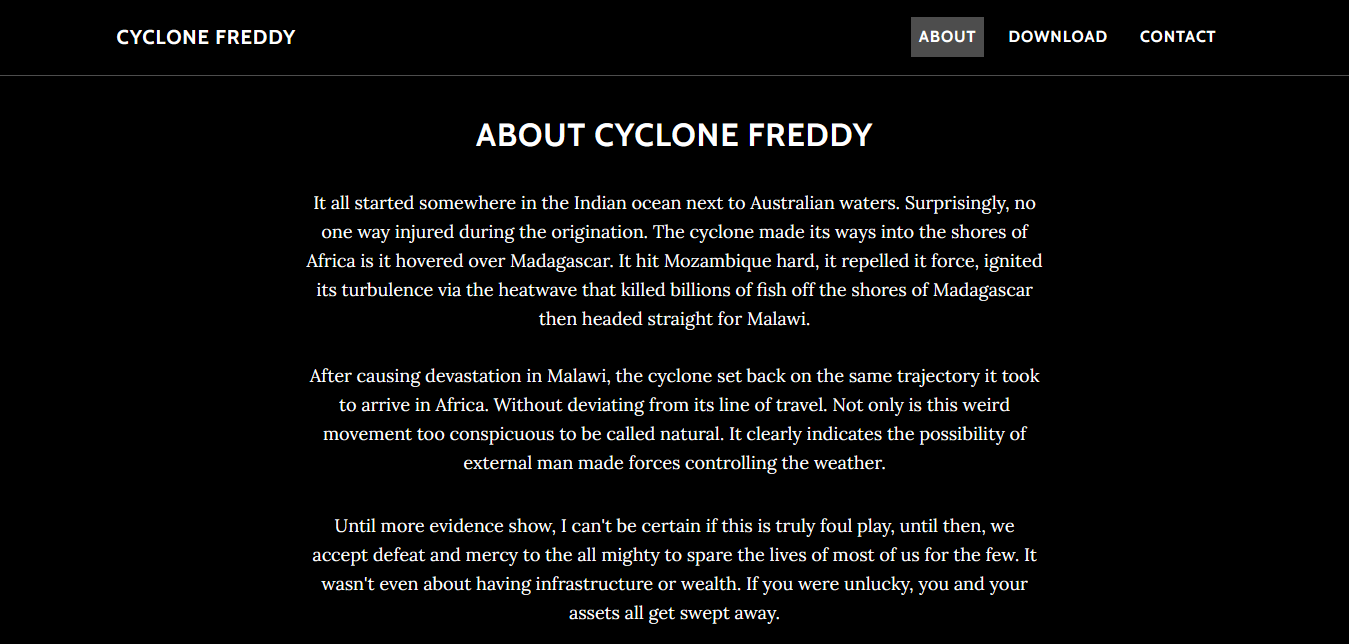 CYCLONE FREDDY
ABOUT DOWNLOAD CONTACT
ABOUT CYCLONE FREDDY
It all started somewhere in the Indian ocean next to Australian waters. Surprisingly, no
one way injured during the origination. The cyclone made its ways into the shores of
Africa is it hovered over Madagascar. It hit Mozambique hard, it repelled it force, ignited
its turbulence via the heatwave that killed billions of fish off the shores of Madagascar
then headed straight for Malawi.
After causing devastation in Malawi, the cyclone set back on the same trajectory it took
to arrive in Africa. Without deviating from its line of travel. Not only is this weird
movement too conspicuous to be called natural. It clearly indicates the possibility of
external man made forces controlling the weather.
Until more evidence show, I can't be certain if this is truly foul play, until then, we
accept defeat and mercy to the all mighty to spare the lives of most of us for the few. It
wasn't even about having infrastructure or wealth. If you were unlucky, you and your
assets all get swept away.